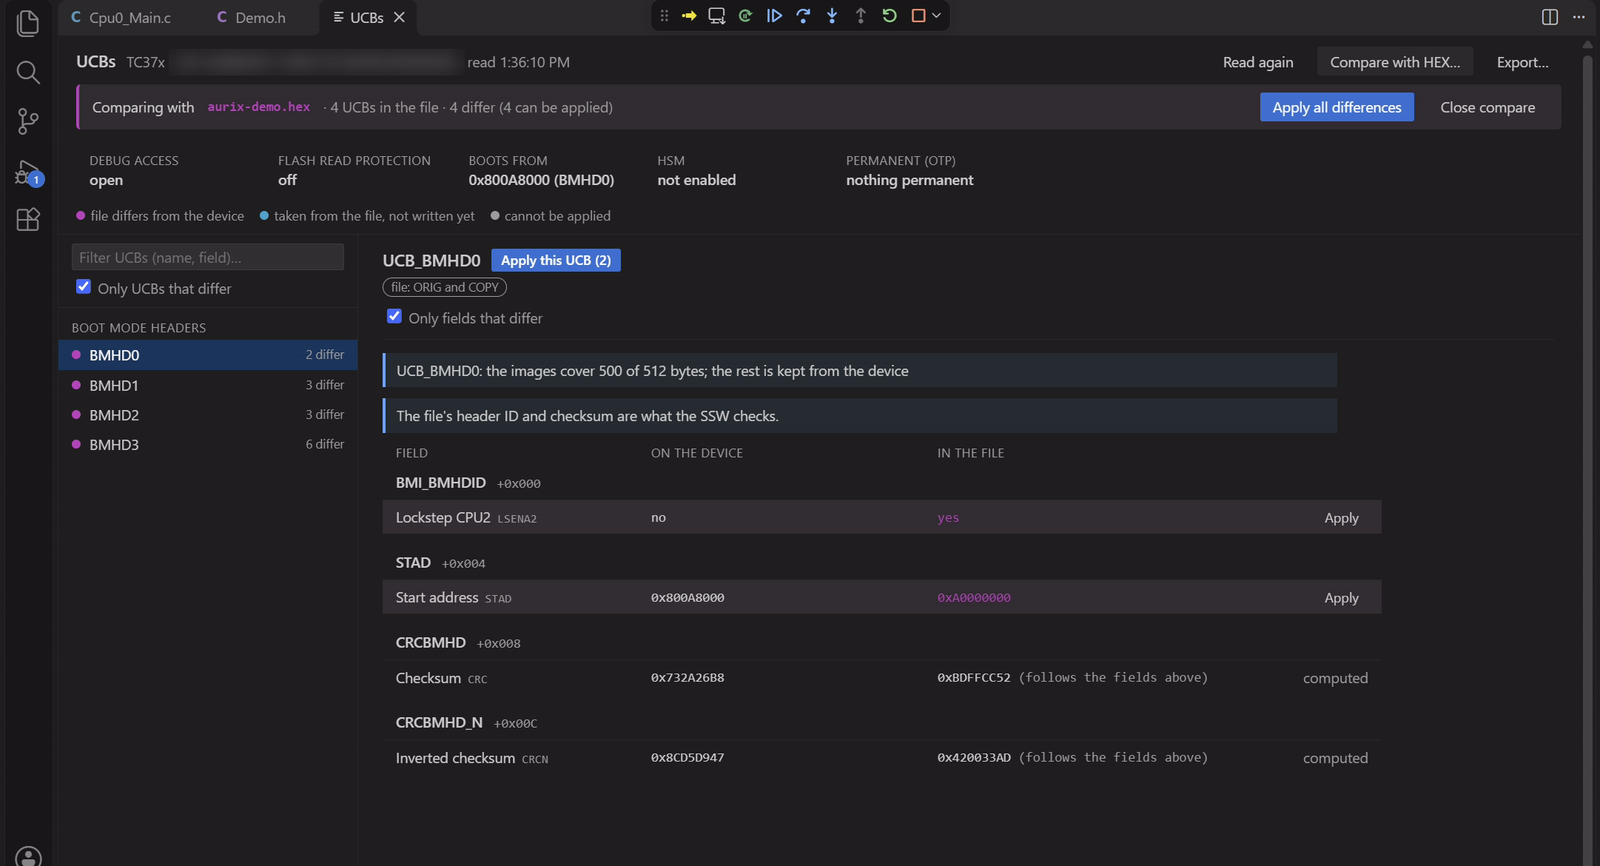 Cpu0_Main.c
Demo.h
UCBs
UCBs TC37x read 1:36:10 PM
Read again
Compare with HEX...
Export...
Comparing with aurix-demo.hex · 4 UCBs in the file · 4 differ (4 can be applied)
Apply all differences
Close compare
1
DEBUG ACCESS
open
FLASH READ PROTECTION
off
BOOTS FROM
0x800A8000 (BMHD0)
HSM
not enabled
PERMANENT (OTP)
nothing permanent
file differs from the device
taken from the file, not written yet
cannot be applied
Filter UCBs (name, field)...
Only UCBs that differ
BOOT MODE HEADERS
BMHD0 2 differ
BMHD1 3 differ
BMHD2 3 differ
BMHD3 6 differ
UCB_BMHD0 Apply this UCB (2)
file: ORIG and COPY
Only fields that differ
UCB_BMHD0: the images cover 500 of 512 bytes; the rest is kept from the device
The file's header ID and checksum are what the SSW checks.
FIELD ON THE DEVICE IN THE FILE
BMI_BMHDID +0x000
Lockstep CPU2 LSENA2 no yes Apply
STAD +0x004
Start address STAD 0x800A8000 0xA0000000 Apply
CRCBMHD +0x008
Checksum CRC 0x732A26B8 0xBDFFCC52 (follows the fields above) computed
CRCBMHD_N +0x00C
Inverted checksum CRCN 0x8CD5D947 0x420033AD (follows the fields above) computed